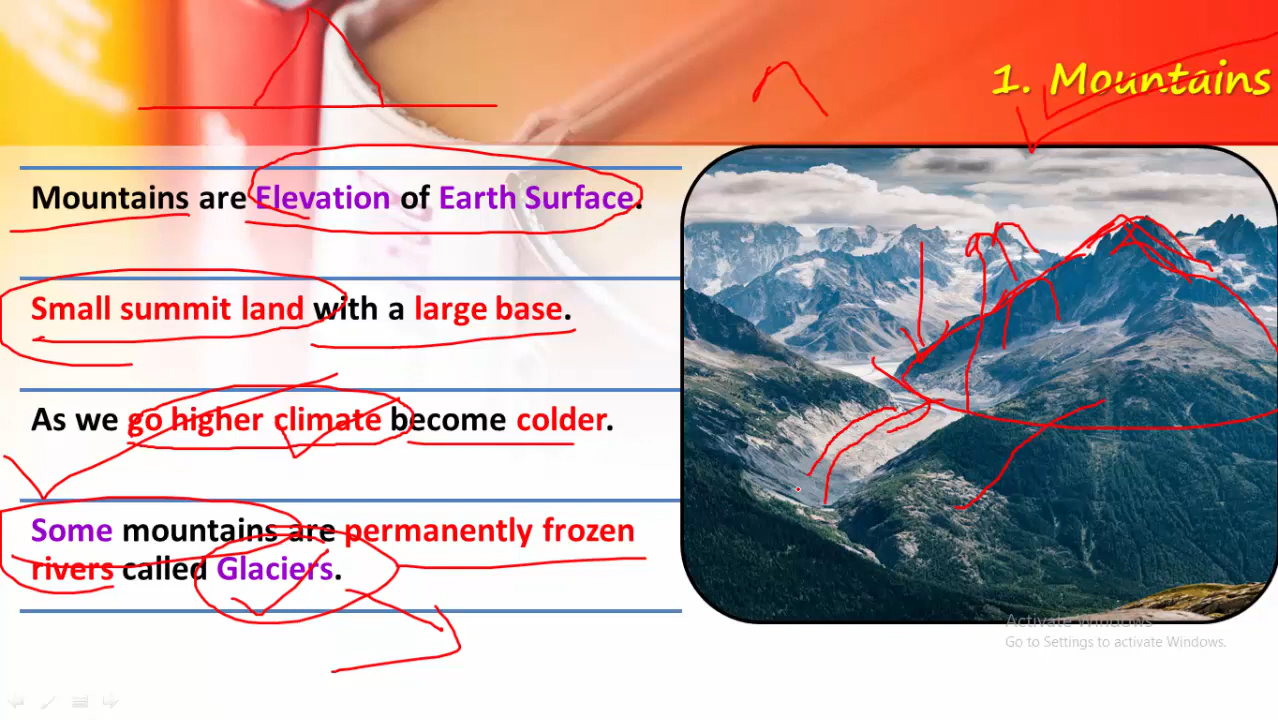 1. Mountains
Mountains are Elevation of Earth Surface.
Small summit land with a large base.
As we go higher climate become colder.
Some mountains are permanently frozen
rivers called Glaciers.
Activate Windows
Go to Settings to activate Windows.